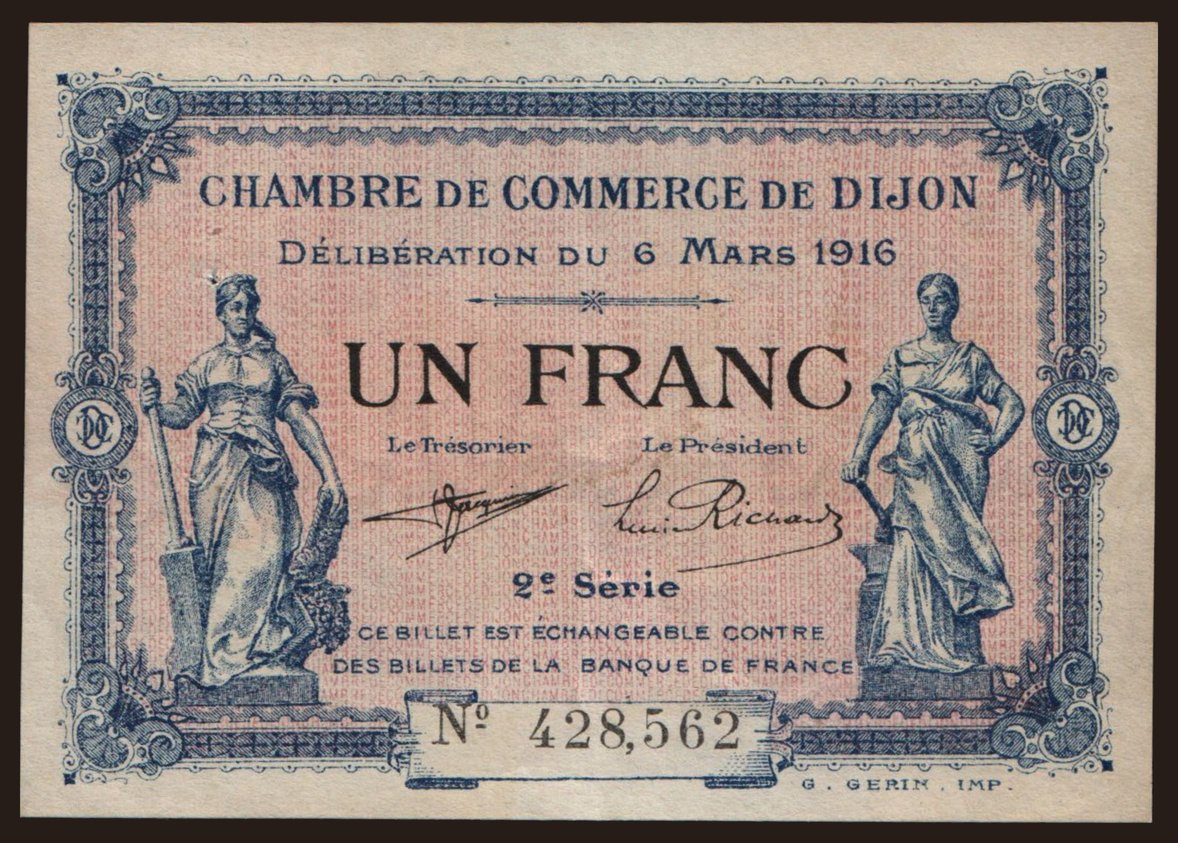 CHAMBRE DE COMMERCE DE DIJON
DÉLIBÉRATION DU 6 MARS 1916
UN FRANC
Le Trésorier Le Président
Richard
2e Série
CE BILLET EST ÉCHANGEABLE CONTRE
DES BILLETS DE LA BANQUE DE FRANCE
No 428,562
G. GERIN, IMP.